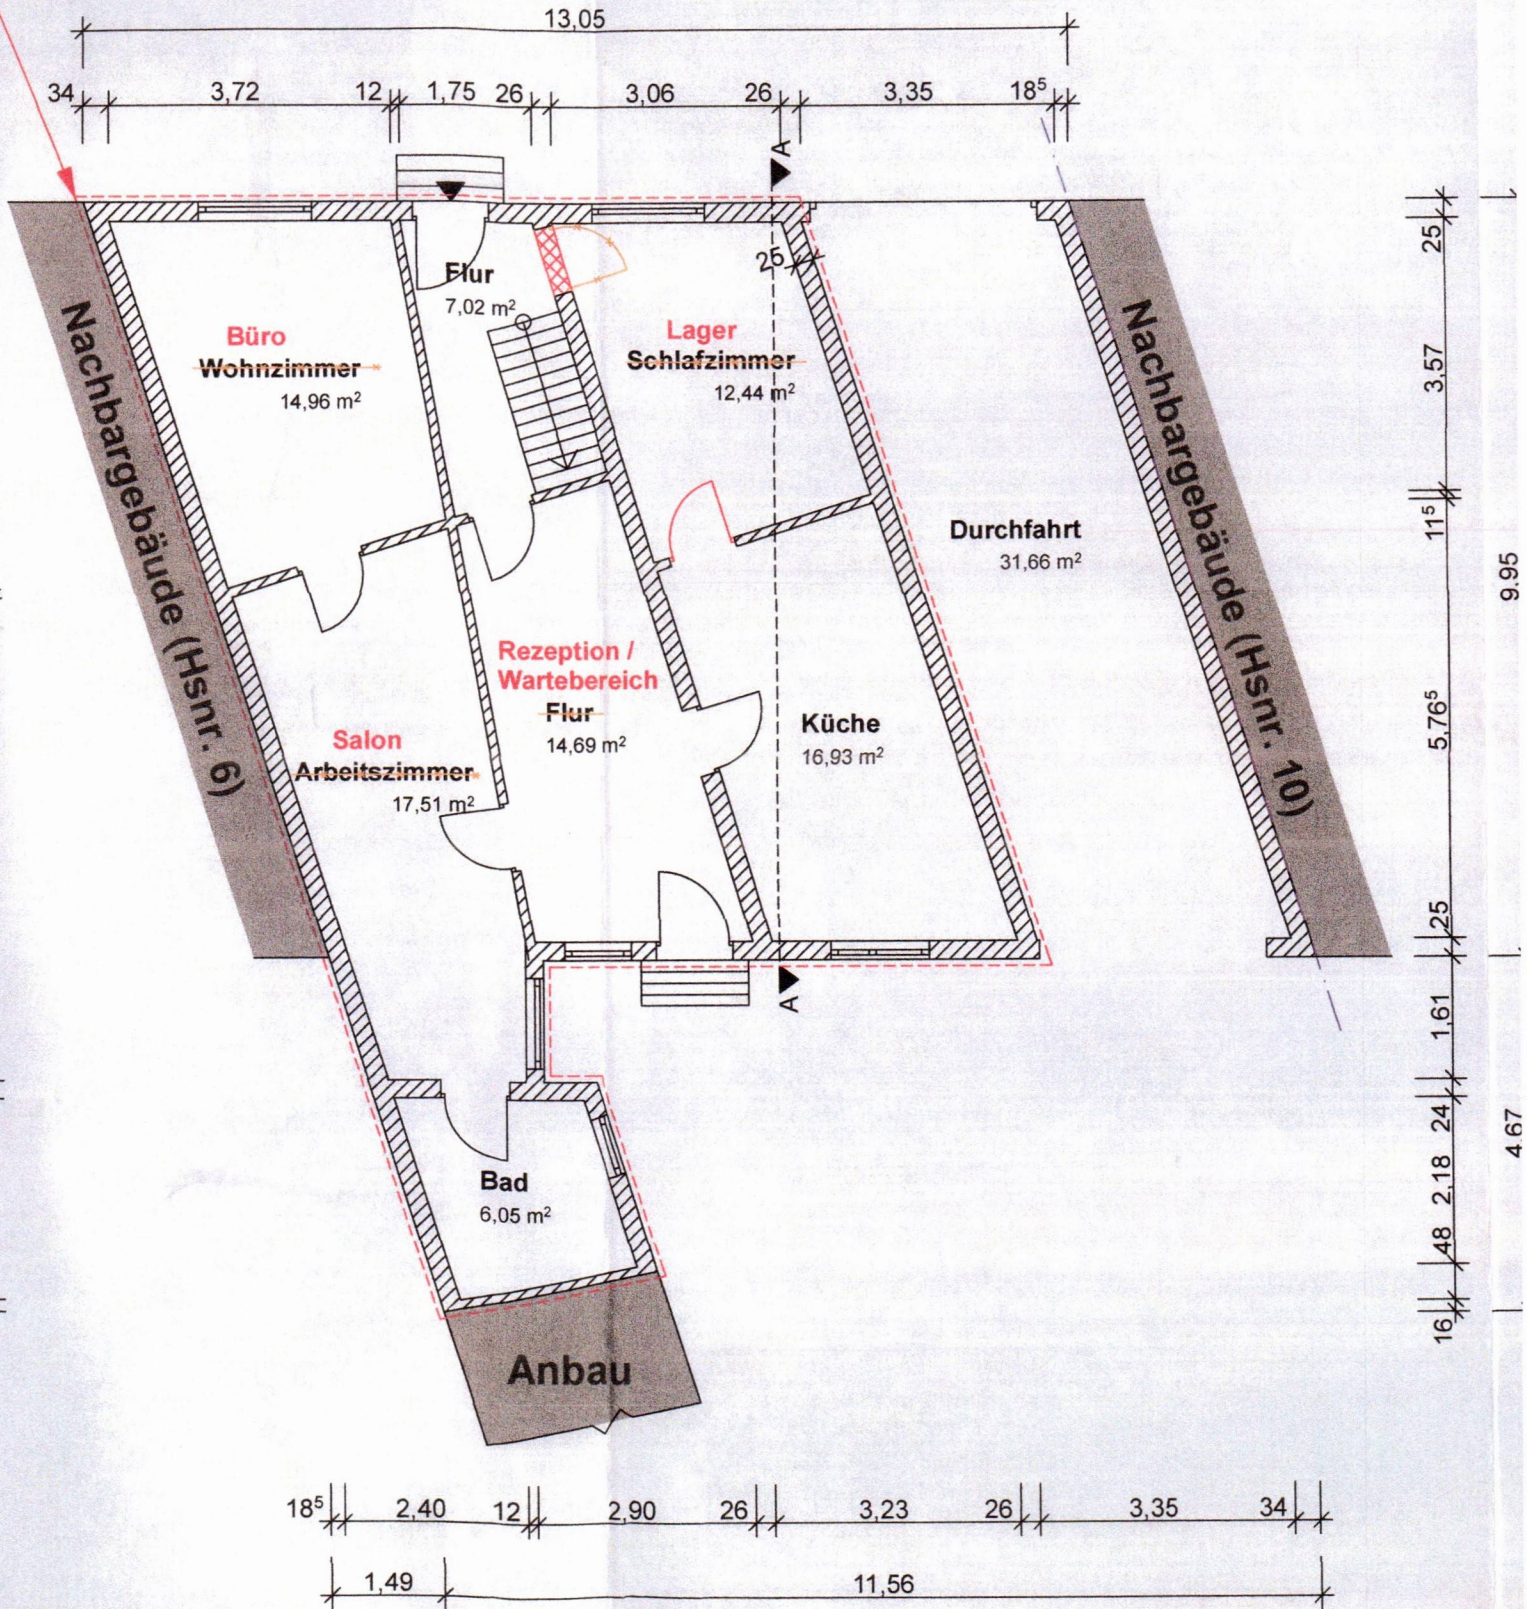 13,05
34 3,72 12 1,75 26 3,06 26 3,35 18⁵
A
25
26
Flur
7,02 m²
Büro
Wohnzimmer
14,96 m²
Lager
Schlafzimmer
12,44 m²
3,57
Nachbargebäude (Hsnr. 6)
Nachbargebäude (Hsnr. 10)
11⁵
Durchfahrt
31,66 m²
9.95
Rezeption /
Wartebereich
Flur
14,69 m²
Küche
16,93 m²
5,76⁵
Salon
Arbeitszimmer
17,51 m²
25
A
1,61
24
4.67
Bad
6,05 m²
2,18
48
16
Anbau
18⁵ 2,40 12 2,90 26 3,23 26 3,35 34
1,49 11,56